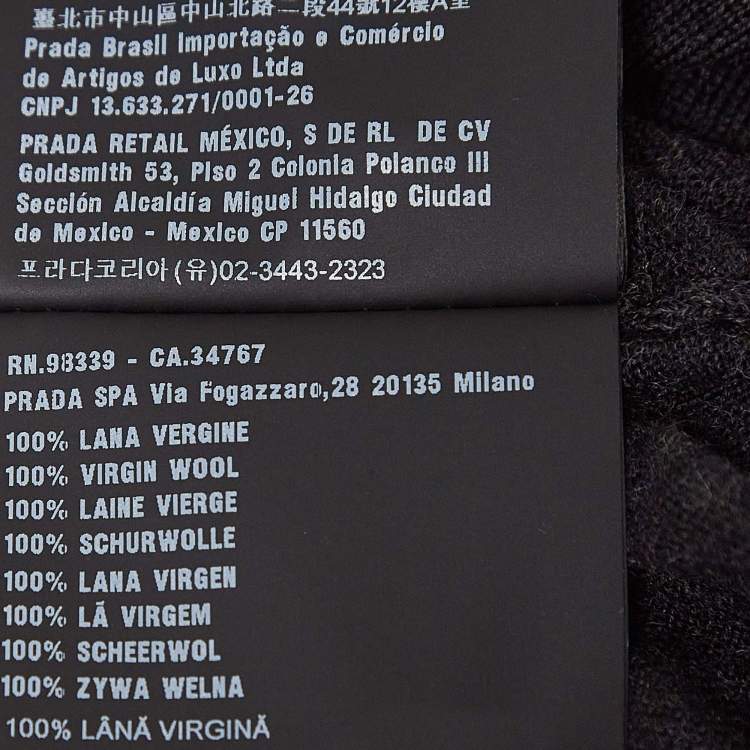 臺北市中山區中山北路二段44號12樓A室
Prada Brasil Importação e Comércio
de Artigos de Luxo Ltda
CNPJ 13.633.271/0001-26
PRADA RETAIL MÉXICO, S DE RL DE CV
Goldsmith 53, Piso 2 Colonia Polanco III
Sección Alcaldía Miguel Hidalgo Ciudad
de Mexico - Mexico CP 11560
프라다코리아(유)02-3443-2323
RN.98339 - CA.34767
PRADA SPA Via Fogazzaro,28 20135 Milano
100% LANA VERGINE
100% VIRGIN WOOL
100% LAINE VIERGE
100% SCHURWOLLE
100% LANA VIRGEN
100% LÃ VIRGEM
100% SCHEERWOL
100% ZYWA WELNA
100% LÂNĂ VIRGINĂ